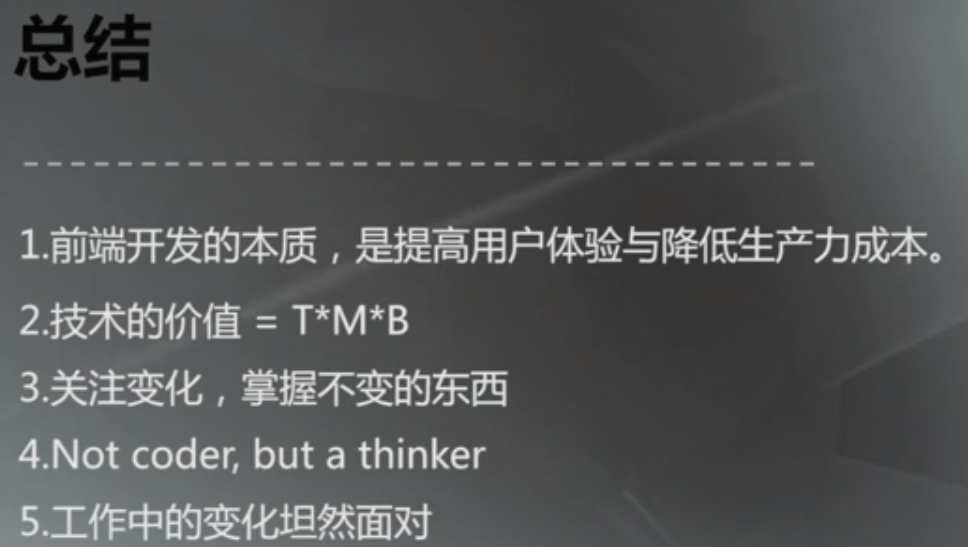 总结
1.前端开发的本质，是提高用户体验与降低生产力成本。
2.技术的价值 = T*M*B
3.关注变化，掌握不变的东西
4.Not coder, but a thinker
5.工作中的变化坦然面对